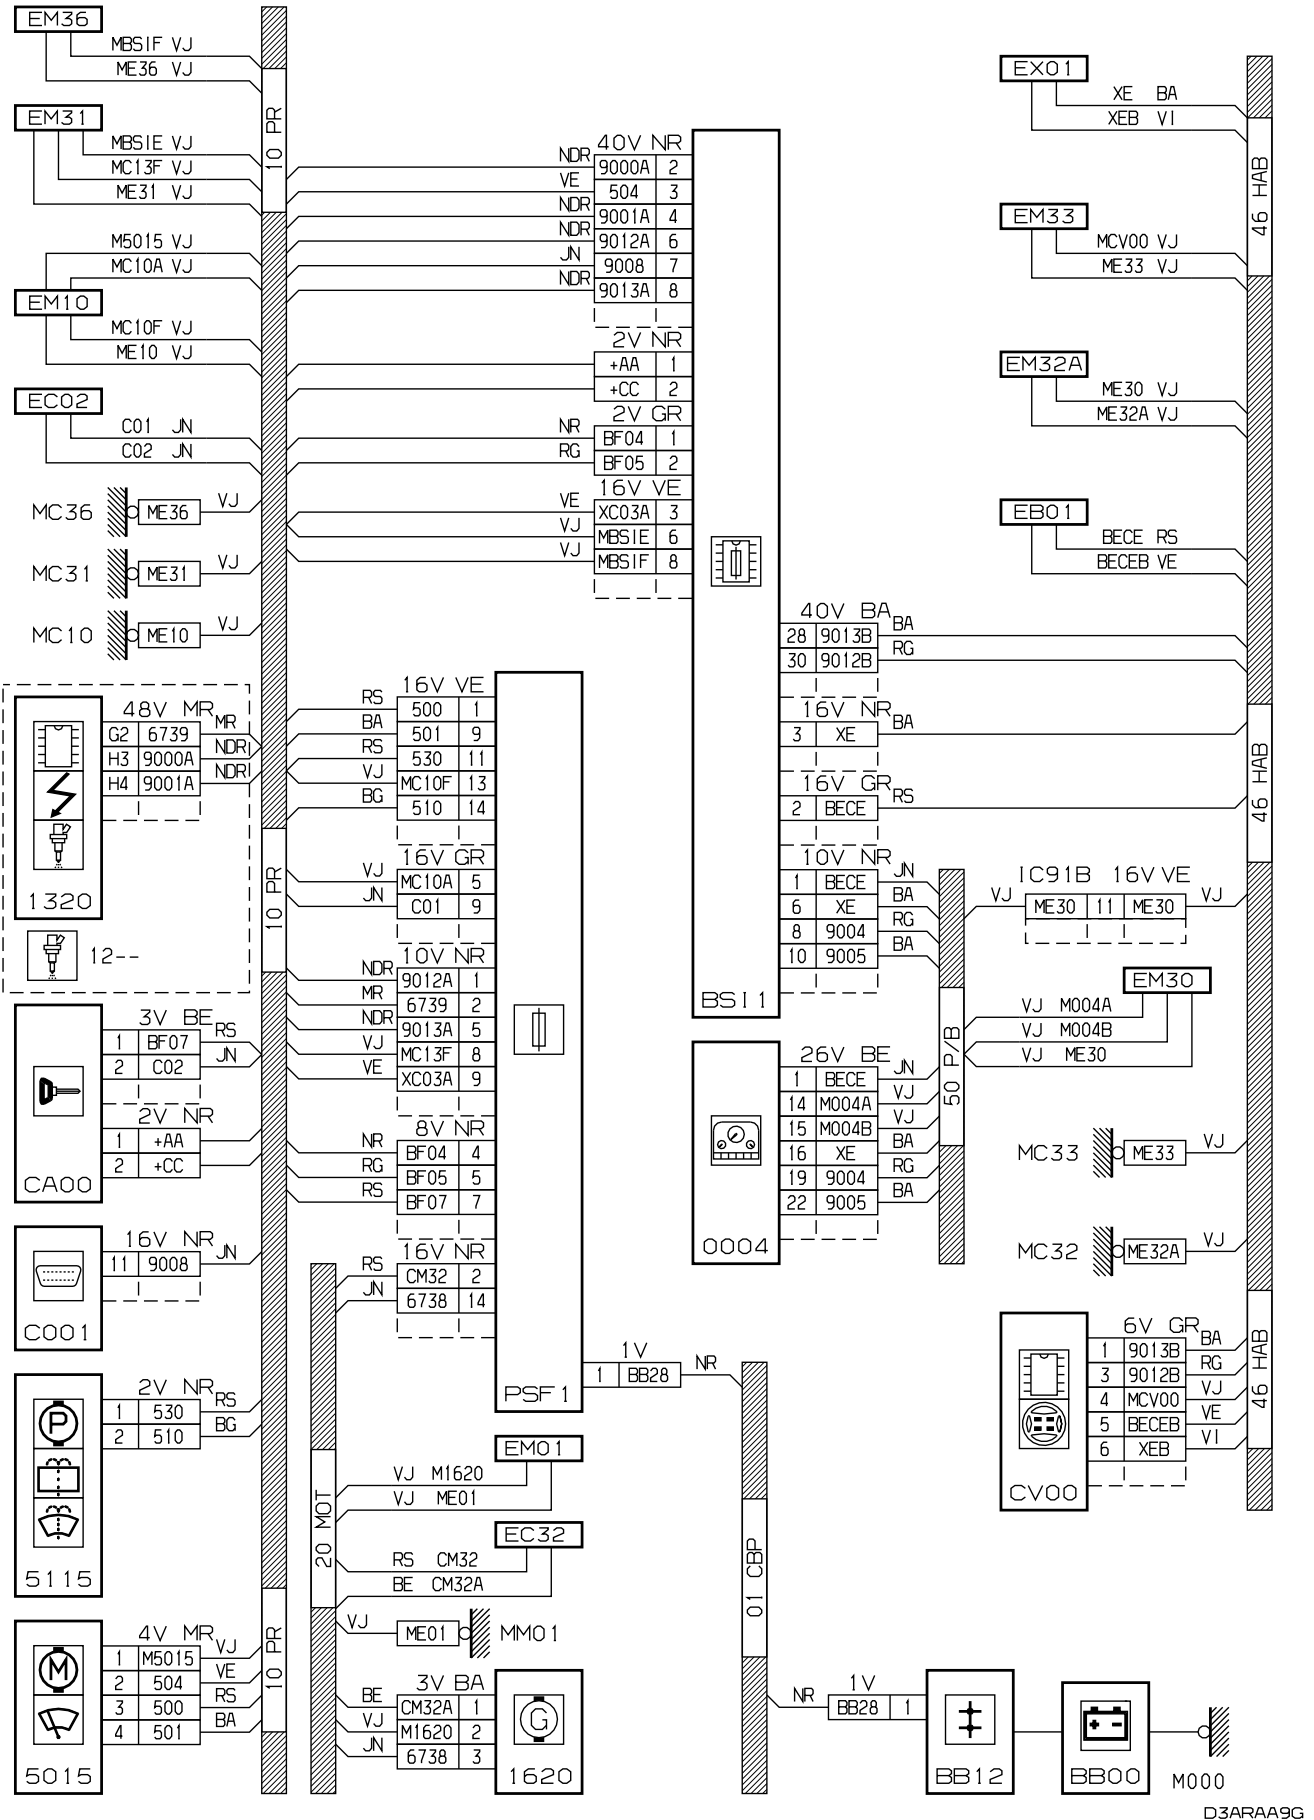 EM36
MBSIF VJ
ME36 VJ
EM31
MBSIE VJ
MC13F VJ
ME31 VJ
M5015 VJ
MC10A VJ
EM10
MC10F VJ
ME10 VJ
EC02
C01 JN
C02 JN
MC36 ME36 VJ
MC31 ME31 VJ
MC10 ME10 VJ
48V MR
G2 6739 MR
H3 9000A NDR
H4 9001A NDR
1320
12--
3V BE
1 BF07 RS
2 C02 JN
2V NR
1 +AA
2 +CC
CA00
16V NR
11 9008 JN
C001
2V NR
1 530 RS
2 510 BG
P
5115
4V MR
1 M5015 VJ
2 504 VE
3 500 RS
4 501 BA
M
5015
10 PR
10 PR
10 PR
40V NR
NDR 9000A 2
VE 504 3
NDR 9001A 4
NDR 9012A 6
JN 9008 7
NDR 9013A 8
2V NR
+AA 1
+CC 2
2V GR
NR BF04 1
RG BF05 2
16V VE
VE XC03A 3
VJ MBSIE 6
VJ MBSIF 8
BSI1
16V VE
RS 500 1
BA 501 9
RS 530 11
VJ MC10F 13
BG 510 14
16V GR
VJ MC10A 5
JN C01 9
10V NR
NDR 9012A 1
MR 6739 2
NDR 9013A 5
VJ MC13F 8
VE XC03A 9
8V NR
NR BF04 4
RG BF05 5
RS BF07 7
16V NR
RS CM32 2
JN 6738 14
PSF1
1V
1 BB28 NR
20 MOT
EM01
VJ M1620
VJ ME01
EC32
RS CM32
BE CM32A
VJ ME01 MM01
3V BA
BE CM32A 1
VJ M1620 2
JN 6738 3
G
1620
01 CBP
40V BA
28 9013B BA
30 9012B RG
16V NR
3 XE BA
16V GR
2 BECE RS
10V NR
1 BECE JN
6 XE BA
8 9004 RG
10 9005 BA
26V BE
1 BECE JN
14 M004A VJ
15 M004B VJ
16 XE BA
19 9004 RG
22 9005 BA
0004
50 P/B
EX01
XE BA
XEB VI
EM33
MCV00 VJ
ME33 VJ
EM32A
ME30 VJ
ME32A VJ
EB01
BECE RS
BECEB VE
46 HAB
46 HAB
46 HAB
IC91B 16V VE
VJ ME30 11 ME30 VJ
EM30
VJ M004A
VJ M004B
VJ ME30
MC33 ME33 VJ
MC32 ME32A VJ
6V GR
1 9013B BA
3 9012B RG
4 MCV00 VJ
5 BECEB VE
6 XEB VI
CV00
1V
NR BB28 1
BB12
+ -
BB00
M000
D3ARAA9G